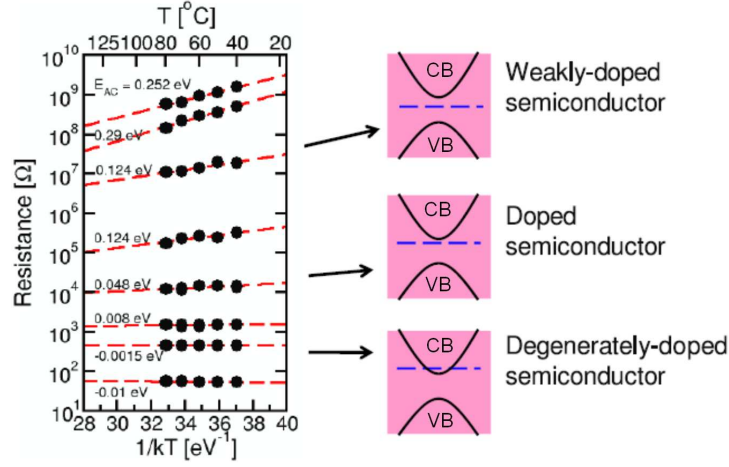 T [°C]
125 100 80 60 40 20
10^10
10^9
10^8
10^7
10^6
10^5
10^4
10^3
10^2
10^1
Resistance [Ω]
E_AC = 0.252 eV
0.29 eV
0.124 eV
0.124 eV
0.048 eV
0.008 eV
-0.0015 eV
-0.01 eV
28 30 32 34 36 38 40
1/kT [eV^-1]
CB
VB
Weakly-doped
semiconductor
CB
VB
Doped
semiconductor
CB
VB
Degenerately-doped
semiconductor